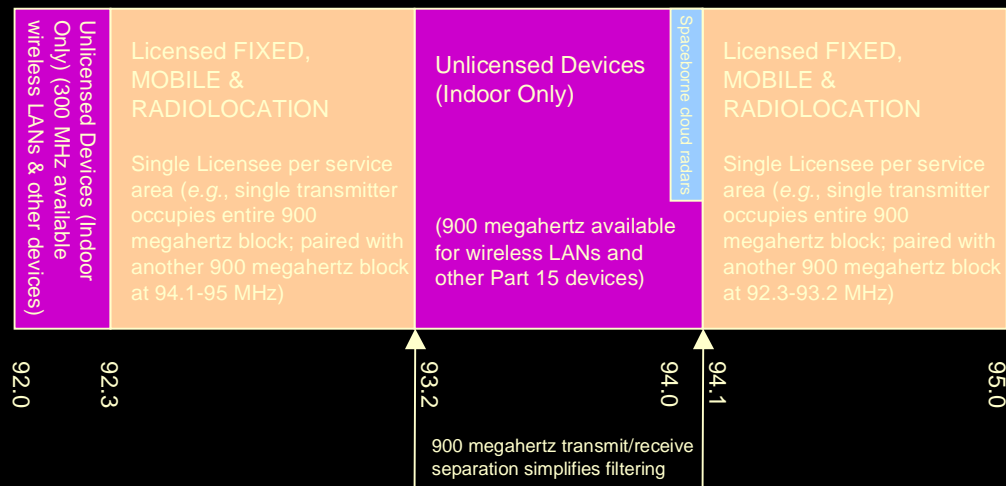 Unlicensed Devices (Indoor
Only) (300 MHz available
wireless LANs & other devices)
Licensed FIXED,
MOBILE &
RADIOLOCATION
Single Licensee per service
area (e.g., single transmitter
occupies entire 900
megahertz block; paired with
another 900 megahertz block
at 94.1-95 MHz)
Unlicensed Devices
(Indoor Only)
(900 megahertz available
for wireless LANs and
other Part 15 devices)
Spaceborne cloud radars
Licensed FIXED,
MOBILE &
RADIOLOCATION
Single Licensee per service
area (e.g., single transmitter
occupies entire 900
megahertz block; paired with
another 900 megahertz block
at 92.3-93.2 MHz)
92.0
92.3
93.2
94.0
94.1
95.0
900 megahertz transmit/receive
separation simplifies filtering